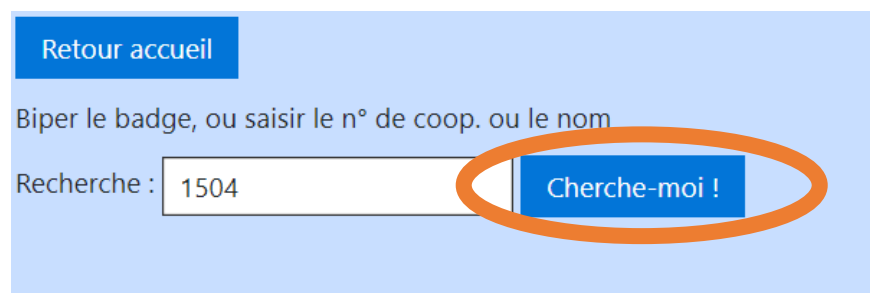 Retour accueil
Biper le badge, ou saisir le n° de coop. ou le nom
Recherche : 1504 Cherche-moi !